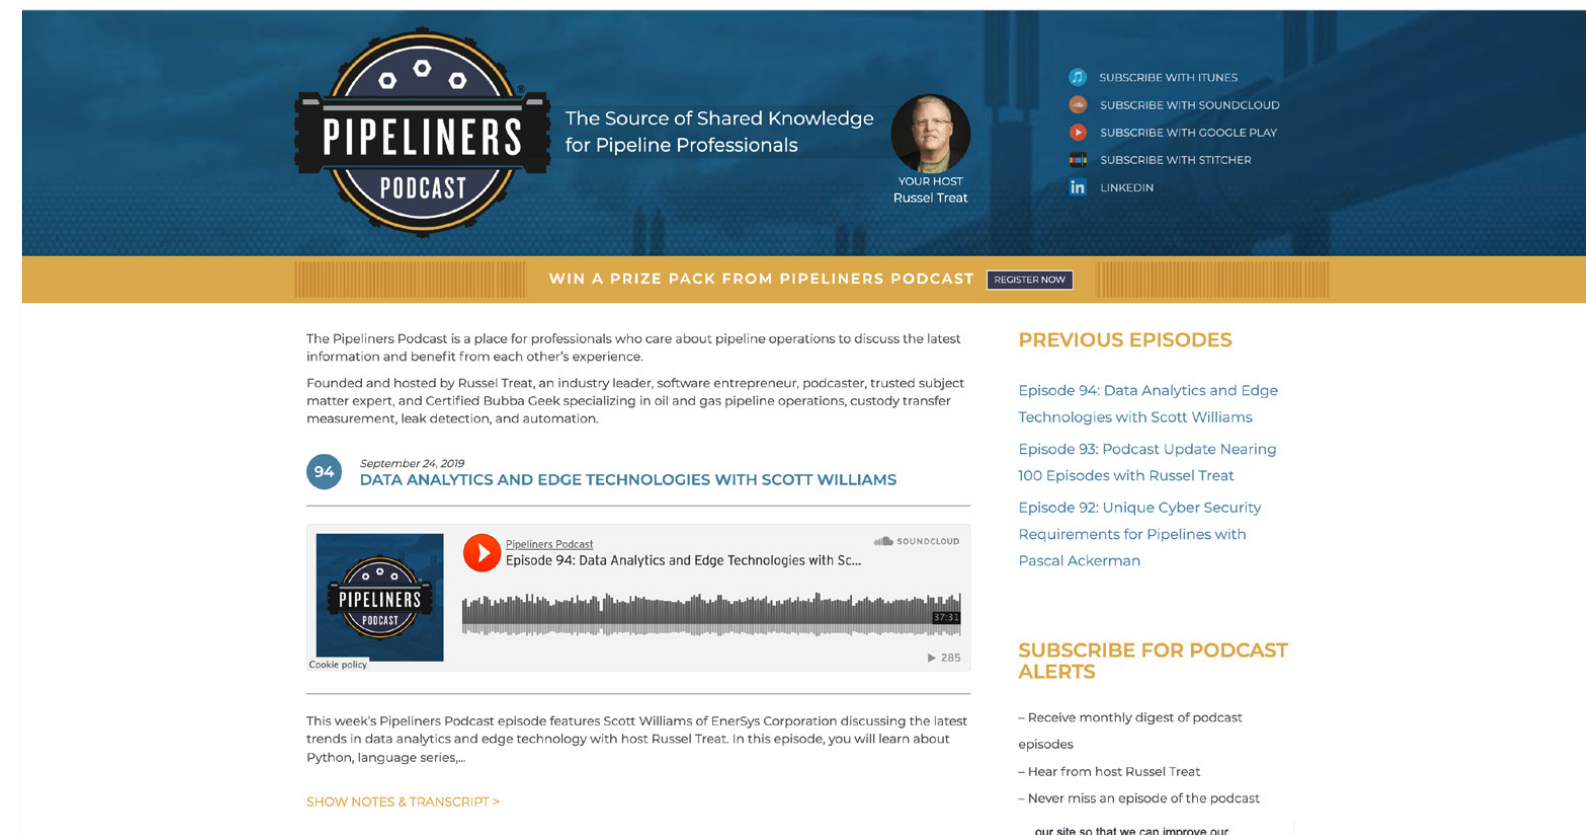 PIPELINERS
®
PODCAST
The Source of Shared Knowledge
for Pipeline Professionals
YOUR HOST
Russel Treat
SUBSCRIBE WITH ITUNES
SUBSCRIBE WITH SOUNDCLOUD
SUBSCRIBE WITH GOOGLE PLAY
SUBSCRIBE WITH STITCHER
in LINKEDIN
WIN A PRIZE PACK FROM PIPELINERS PODCAST REGISTER NOW
The Pipeliners Podcast is a place for professionals who care about pipeline operations to discuss the latest
information and benefit from each other's experience.
Founded and hosted by Russel Treat, an industry leader, software entrepreneur, podcaster, trusted subject
matter expert, and Certified Bubba Geek specializing in oil and gas pipeline operations, custody transfer
measurement, leak detection, and automation.
94
September 24, 2019
DATA ANALYTICS AND EDGE TECHNOLOGIES WITH SCOTT WILLIAMS
PIPELINERS
PODCAST
Cookie policy
Pipeliners Podcast
SOUNDCLOUD
Episode 94: Data Analytics and Edge Technologies with Sc...
37:31
285
This week's Pipeliners Podcast episode features Scott Williams of EnerSys Corporation discussing the latest
trends in data analytics and edge technology with host Russel Treat. In this episode, you will learn about
Python, language series,...
SHOW NOTES & TRANSCRIPT >
PREVIOUS EPISODES
Episode 94: Data Analytics and Edge
Technologies with Scott Williams
Episode 93: Podcast Update Nearing
100 Episodes with Russel Treat
Episode 92: Unique Cyber Security
Requirements for Pipelines with
Pascal Ackerman
SUBSCRIBE FOR PODCAST
ALERTS
– Receive monthly digest of podcast
episodes
– Hear from host Russel Treat
– Never miss an episode of the podcast
our site so that we can improve our